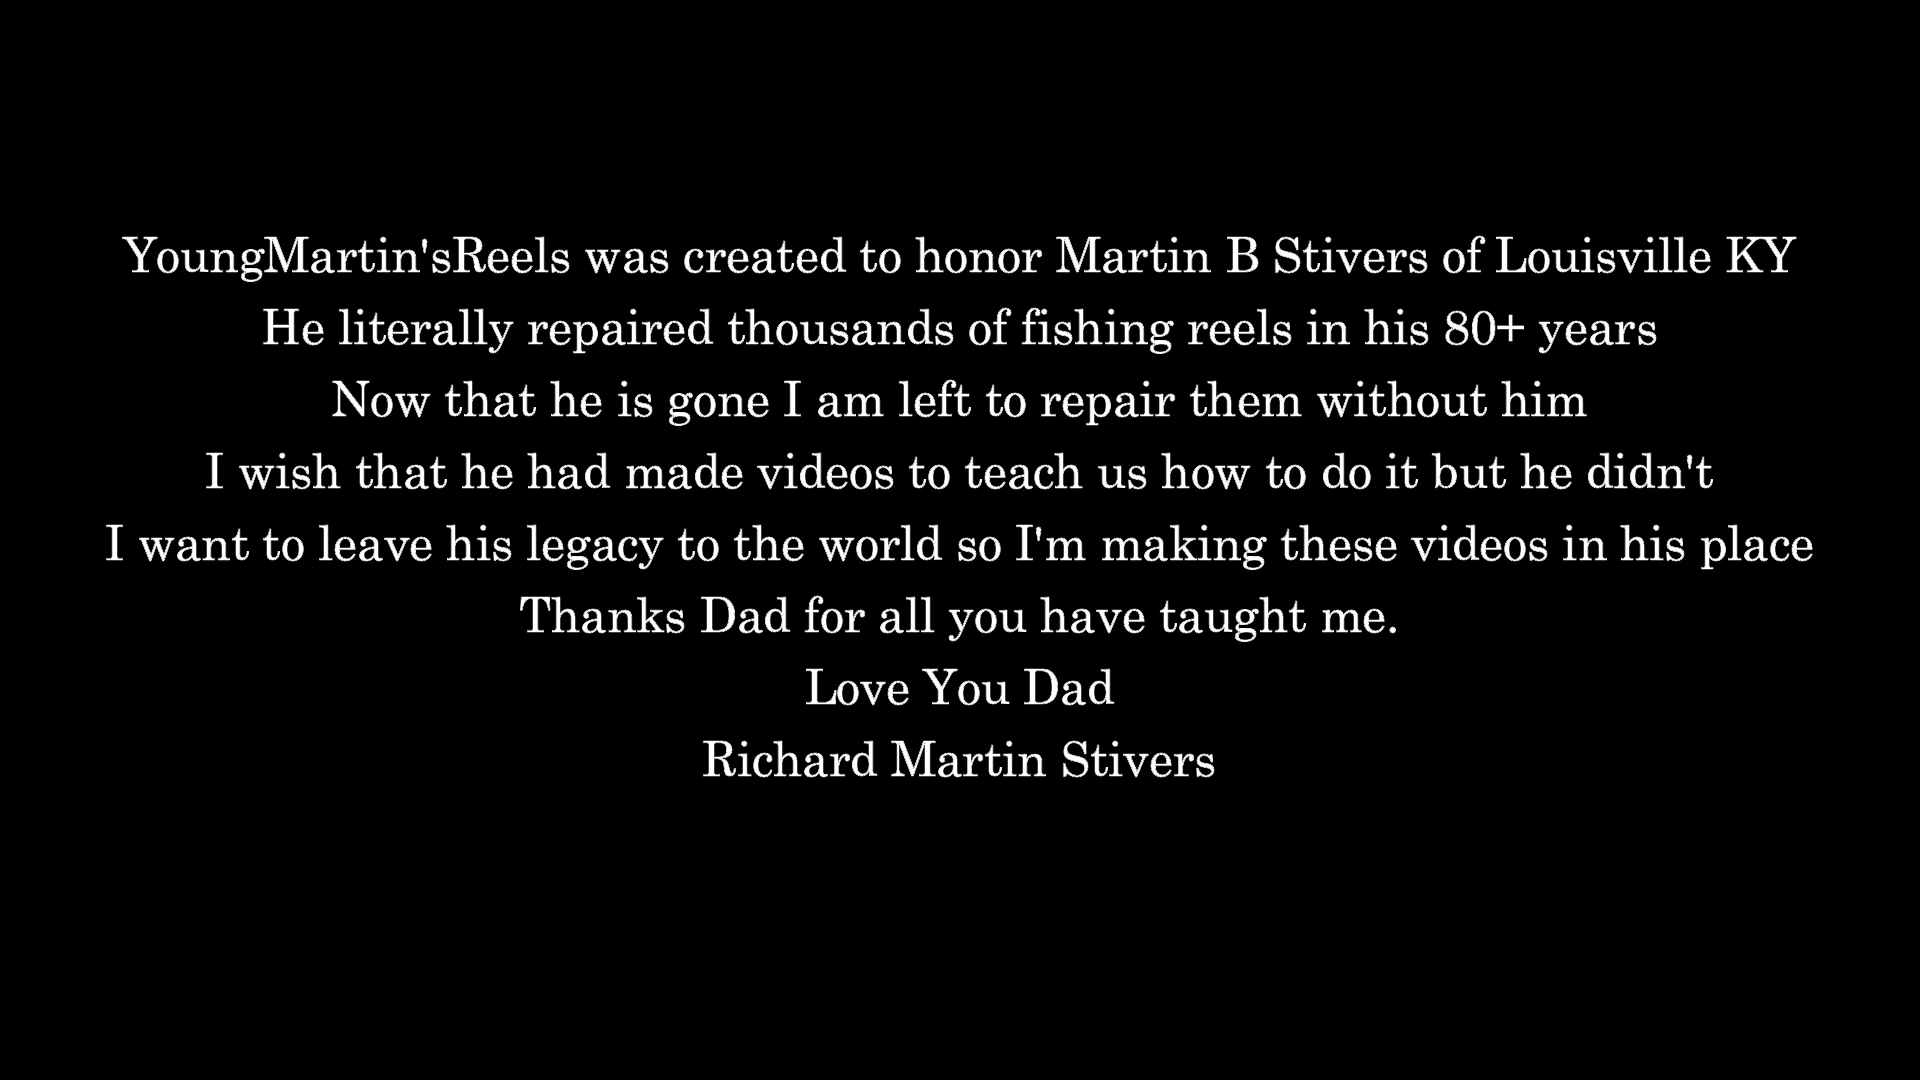 YoungMartin'sReels was created to honor Martin B Stivers of Louisville KY
He literally repaired thousands of fishing reels in his 80+ years
Now that he is gone I am left to repair them without him
I wish that he had made videos to teach us how to do it but he didn't
I want to leave his legacy to the world so I'm making these videos in his place
Thanks Dad for all you have taught me.
Love You Dad
Richard Martin Stivers